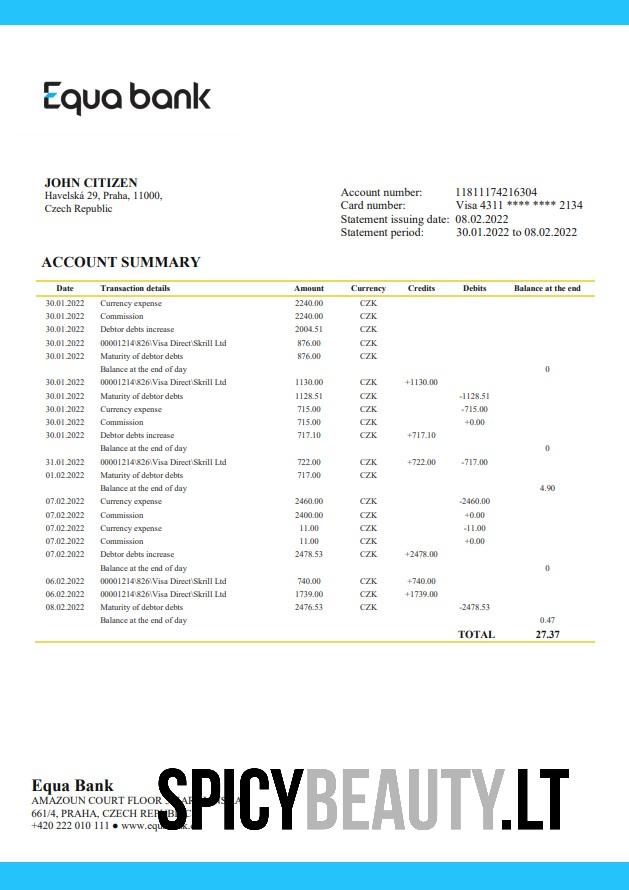 Equa bank
JOHN CITIZEN
Havelská 29, Praha, 11000,
Czech Republic
Account number: 11811174216304
Card number: Visa 4311 **** **** 2134
Statement issuing date: 08.02.2022
Statement period: 30.01.2022 to 08.02.2022
ACCOUNT SUMMARY
Date Transaction details Amount Currency Credits Debits Balance at the end
30.01.2022 Currency expense 2240.00 CZK
30.01.2022 Commission 2240.00 CZK
30.01.2022 Debtor debts increase 2004.51 CZK
30.01.2022 00001214\826\Visa Direct\Skrill Ltd 876.00 CZK
30.01.2022 Maturity of debtor debts 876.00 CZK
Balance at the end of day 0
30.01.2022 00001214\826\Visa Direct\Skrill Ltd 1130.00 CZK +1130.00
30.01.2022 Maturity of debtor debts 1128.51 CZK -1128.51
30.01.2022 Currency expense 715.00 CZK -715.00
30.01.2022 Commission 715.00 CZK +0.00
30.01.2022 Debtor debts increase 717.10 CZK +717.10
Balance at the end of day 0
31.01.2022 00001214\826\Visa Direct\Skrill Ltd 722.00 CZK +722.00 -717.00
01.02.2022 Maturity of debtor debts 717.00 CZK
Balance at the end of day 4.90
07.02.2022 Currency expense 2460.00 CZK -2460.00
07.02.2022 Commission 2400.00 CZK +0.00
07.02.2022 Currency expense 11.00 CZK -11.00
07.02.2022 Commission 11.00 CZK +0.00
07.02.2022 Debtor debts increase 2478.53 CZK +2478.00
Balance at the end of day 0
06.02.2022 00001214\826\Visa Direct\Skrill Ltd 740.00 CZK +740.00
06.02.2022 00001214\826\Visa Direct\Skrill Ltd 1739.00 CZK +1739.00
08.02.2022 Maturity of debtor debts 2476.53 CZK -2478.53
Balance at the end of day 0.47
TOTAL 27.37
Equa Bank
AMAZOUN COURT FLOOR
661/4, PRAHA, CZECH
+420 222 010 111 ●
SPICYBEAUTY.LT